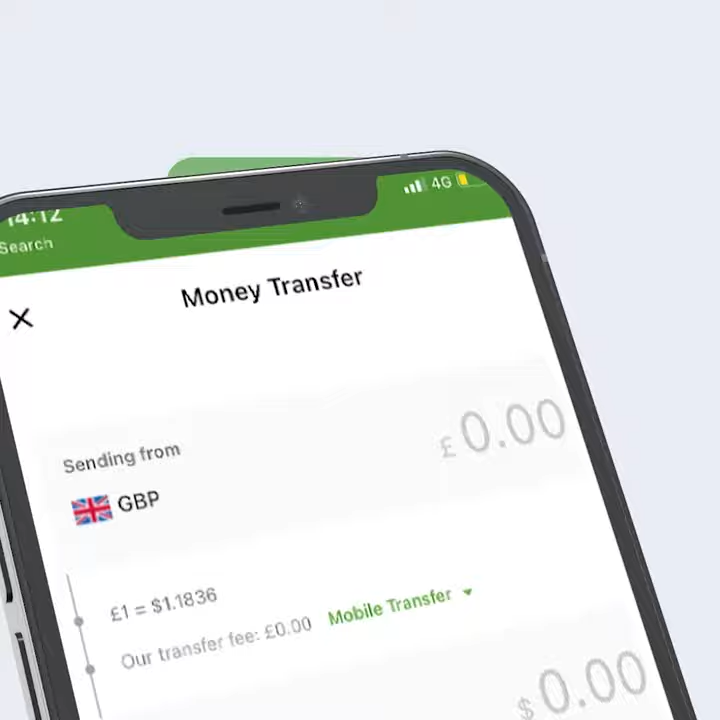 14:12
4G
Search
Money Transfer
Sending from
£0.00
GBP
£1 = $1.1836
Our transfer fee: £0.00 Mobile Transfer
$0.00